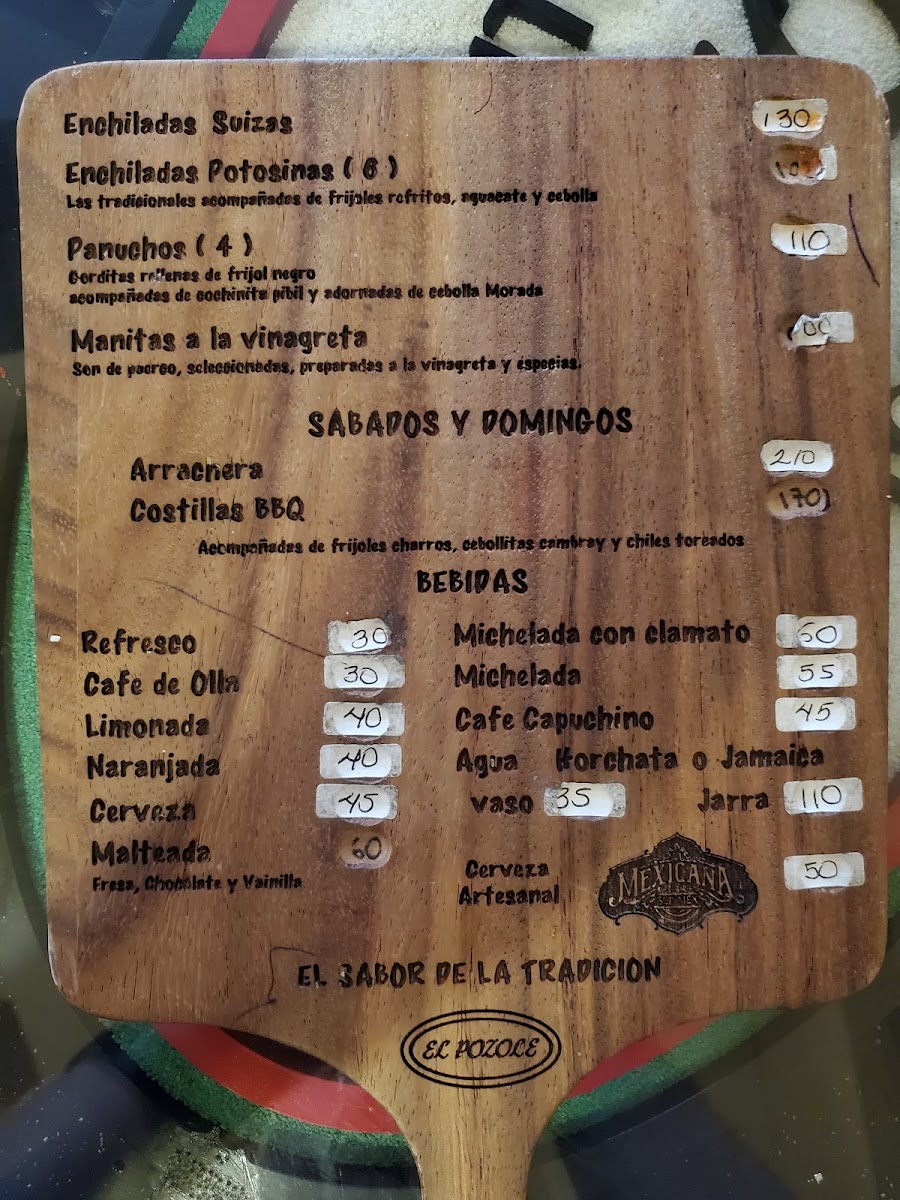 Enchiladas Suizas 130
Enchiladas Potosinas ( 6 )
Las tradicionales acompañadas de frijoles refritos, aguacate y cebolla
Panuchos ( 4 ) 110
Gorditas rellenas de frijol negro
acompañadas de cochinita pibil y adornadas de cebolla Morada
Manitas a la vinagreta
Son de puerco, seleccionadas, preparadas a la vinagreta y especias.
SABADOS Y DOMINGOS
Arrachera 210
Costillas BBQ 170
Acompañadas de frijoles charros, cebollitas cambray y chiles toreados
BEBIDAS
Refresco 30
Cafe de Olla 30
Limonada 40
Naranjada 40
Cerveza 45
Malteada 60
Fresa, Chocolate y Vainilla
Michelada con clamato 60
Michelada 55
Cafe Capuchino 45
Agua Horchata o Jamaica
vaso 35 Jarra 110
Cerveza
Artesanal
MEXICANA
50
EL SABOR DE LA TRADICION
EL POZOLE